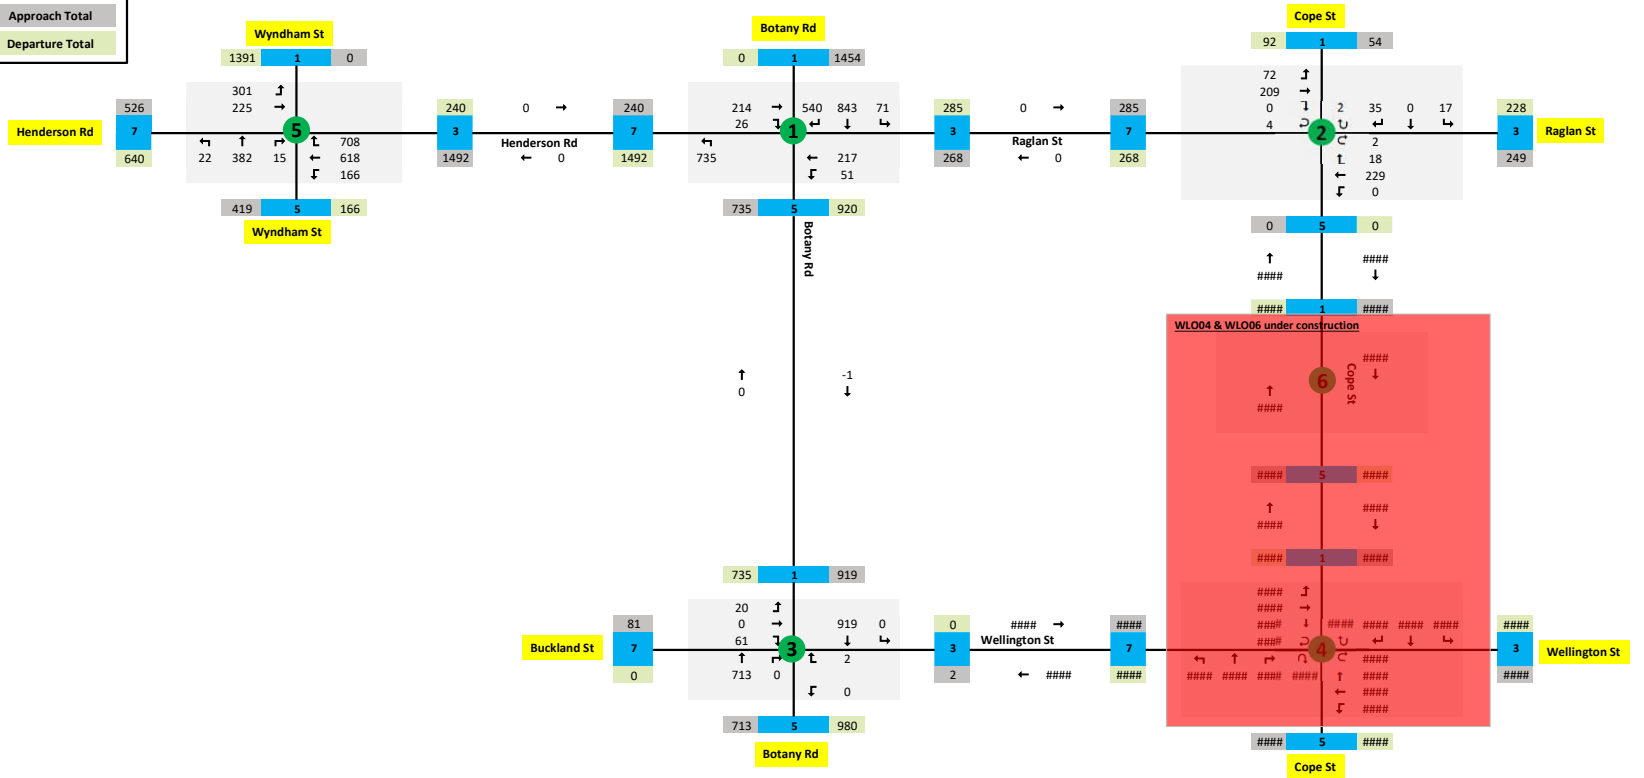 Approach Total
Departure Total
Wyndham St
1391 1 0
Botany Rd
0 1 1454
Cope St
92 1 54
301
225
72
209
0
4
2 35 0 17
526
7
640
Henderson Rd
5
22 382 15
708
618
166
240
3
1492
0
Henderson Rd
0
240
7
1492
214
26
540 843 71
1
735
217
51
285
3
268
0
Raglan St
0
285
7
268
2
2
18
229
0
228
3
249
Raglan St
419 5 166
Wyndham St
735 5 920
Botany Rd
0 5 0
####
####
#### 1 ####
WLO04 & WLO06 under construction
####
6
Cope St
####
0
-1
#### 5 ####
####
####
#### 1 ####
735 1 919
20
0
61
919 0
3
713 0
2
0
81
7
0
Buckland St
0
3
2
####
Wellington St
####
####
7
####
####
####
####
####
#### #### #### ####
4
#### #### #### ####
####
####
####
####
####
3
####
Wellington St
713 5 980
Botany Rd
#### 5 ####
Cope St